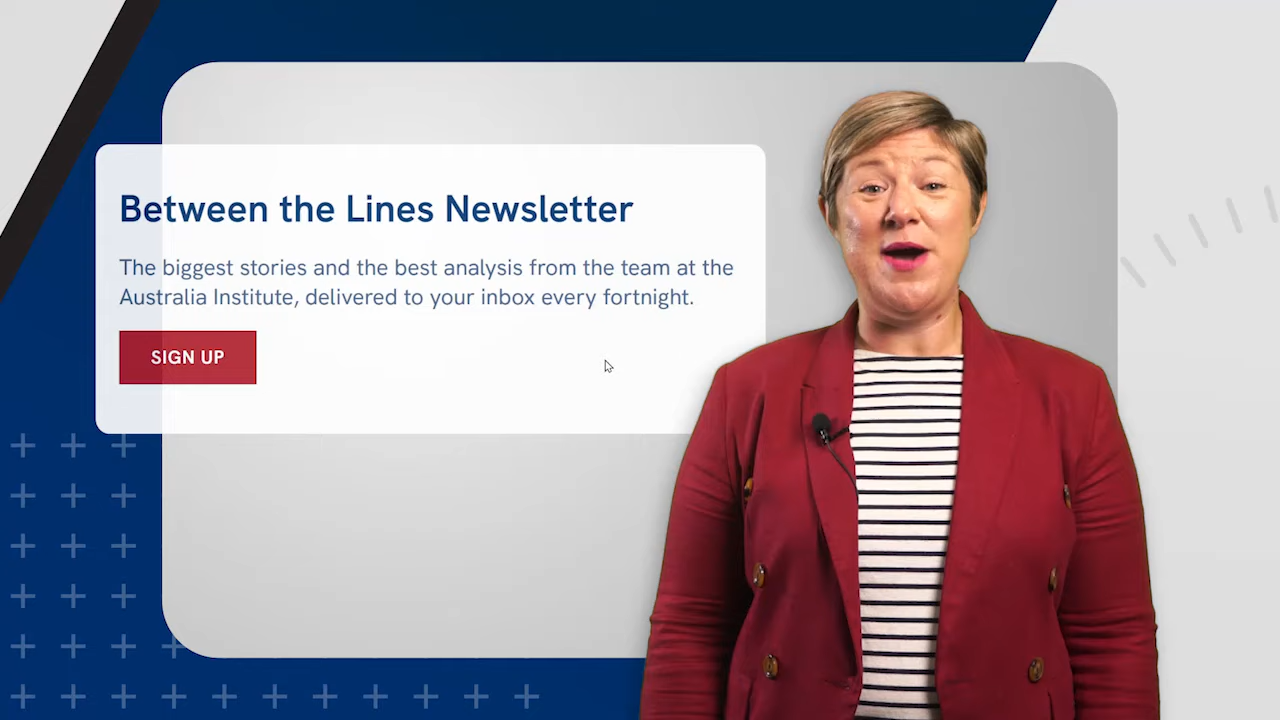 Between the Lines Newsletter
The biggest stories and the best analysis from the team at the
Australia Institute, delivered to your inbox every fortnight.
SIGN UP